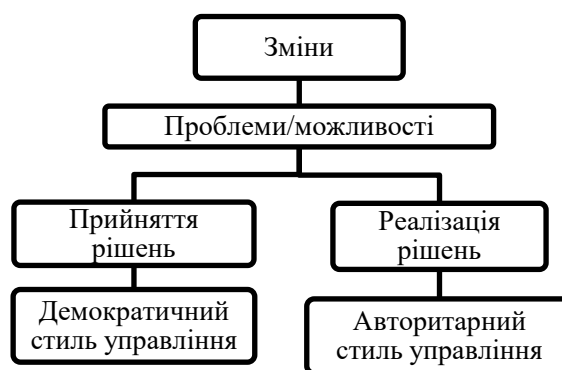 Зміни
Проблеми/можливості
Прийняття
рішень
Реалізація
рішень
Демократичний
стиль управління
Авторитарний
стиль управління